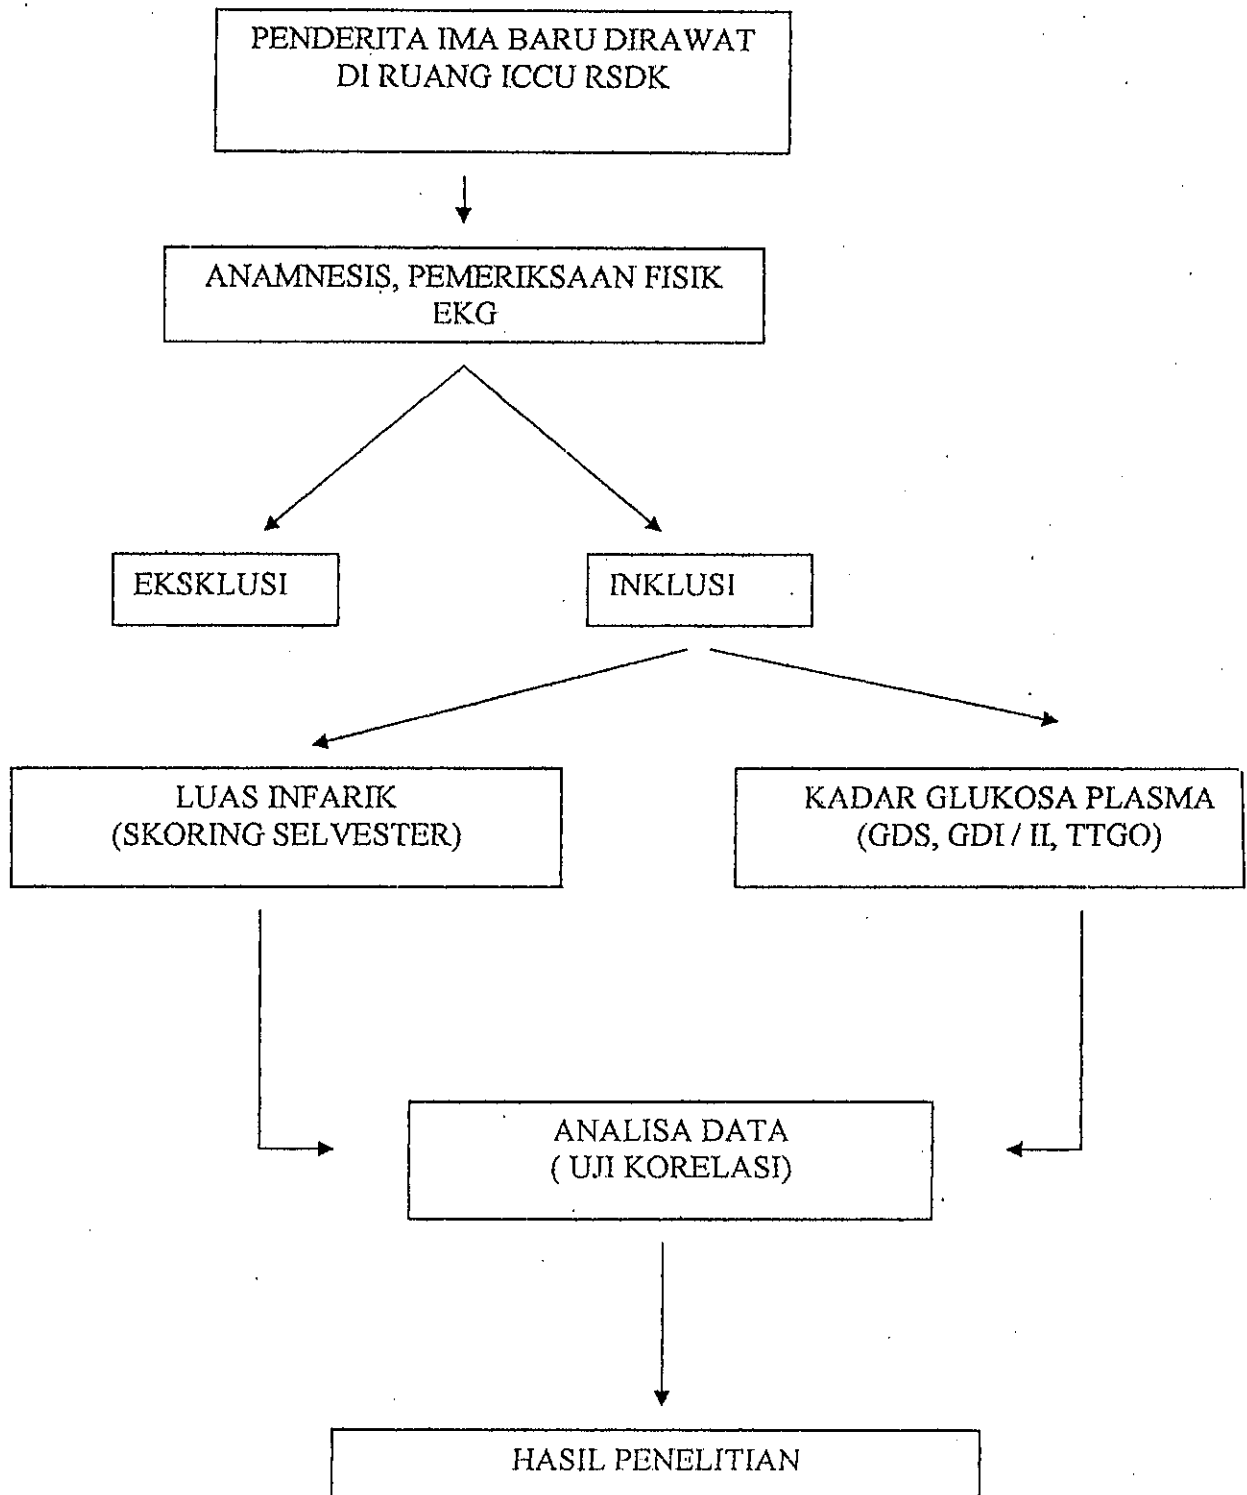 PENDERITA IMA BARU DIRAWAT
DI RUANG ICCU RSDK
ANAMNESIS, PEMERIKSAAN FISIK
EKG
EKSKLUSI
INKLUSI
LUAS INFARIK
(SKORING SELVESTER)
KADAR GLUKOSA PLASMA
(GDS, GDI / II, TTGO)
ANALISA DATA
( UJI KORELASI)
HASIL PENELITIAN